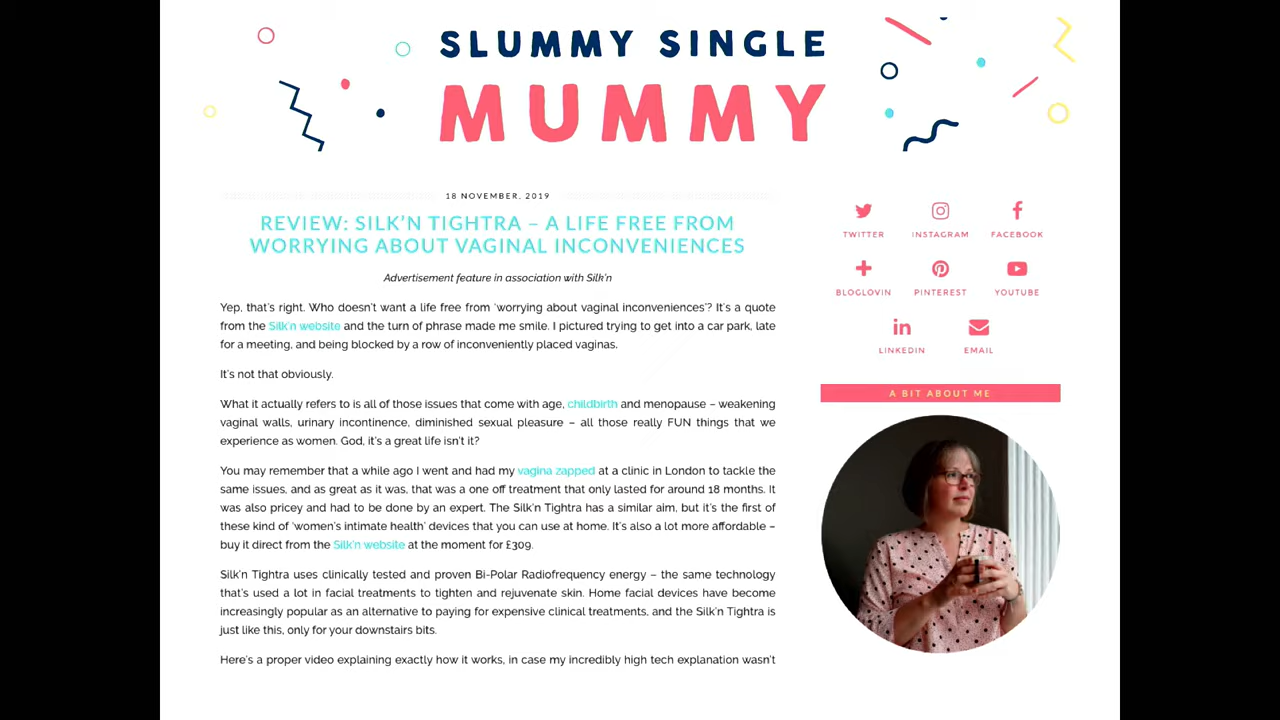 SLUMMY SINGLE
MUMMY
18 NOVEMBER, 2019
REVIEW: SILK'N TIGHTRA – A LIFE FREE FROM
WORRYING ABOUT VAGINAL INCONVENIENCES
Advertisement feature in association with Silk'n
Yep, that's right. Who doesn't want a life free from 'worrying about vaginal inconveniences'? It's a quote
from the Silk'n website and the turn of phrase made me smile. I pictured trying to get into a car park, late
for a meeting, and being blocked by a row of inconveniently placed vaginas.
It's not that obviously.
What it actually refers to is all of those issues that come with age, childbirth and menopause – weakening
vaginal walls, urinary incontinence, diminished sexual pleasure – all those really FUN things that we
experience as women. God, it's a great life isn't it?
You may remember that a while ago I went and had my vagina zapped at a clinic in London to tackle the
same issues, and as great as it was, that was a one off treatment that only lasted for around 18 months. It
was also pricey and had to be done by an expert. The Silk'n Tightra has a similar aim, but it's the first of
these kind of 'women's intimate health' devices that you can use at home. It's also a lot more affordable –
buy it direct from the Silk'n website at the moment for £309.
Silk'n Tightra uses clinically tested and proven Bi-Polar Radiofrequency energy – the same technology
that's used a lot in facial treatments to tighten and rejuvenate skin. Home facial devices have become
increasingly popular as an alternative to paying for expensive clinical treatments, and the Silk'n Tightra is
just like this, only for your downstairs bits.
Here's a proper video explaining exactly how it works, in case my incredibly high tech explanation wasn't
TWITTER INSTAGRAM FACEBOOK
BLOGLOVIN PINTEREST YOUTUBE
LINKEDIN EMAIL
A BIT ABOUT ME